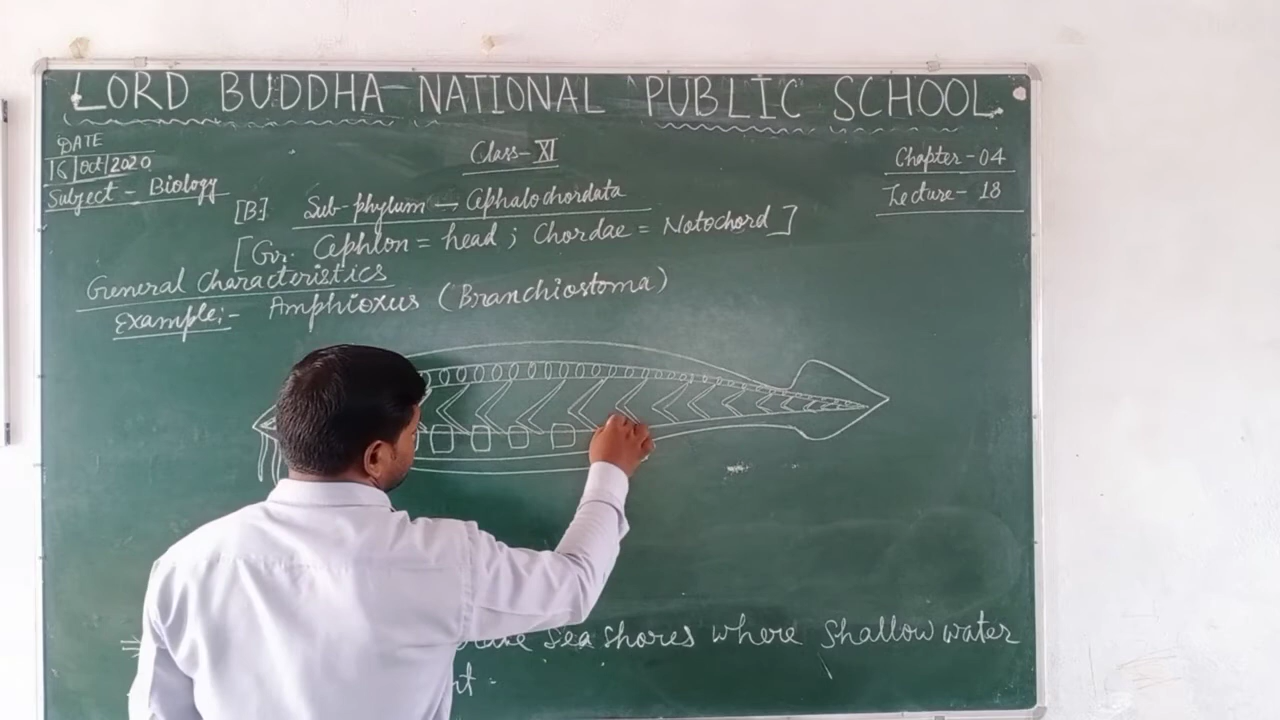 LORD BUDDHA NATIONAL PUBLIC SCHOOL
DATE
16/Oct/2020
Subject - Biology
Class - XI
Chapter - 04
Lecture - 18
[B] Sub-phylum → Cephalochordata
[Gr. Cephlon = head ; Chordae = Notochord]
General Characteristics
Example:- Amphioxus (Branchiostoma)
sea shores where shallow water